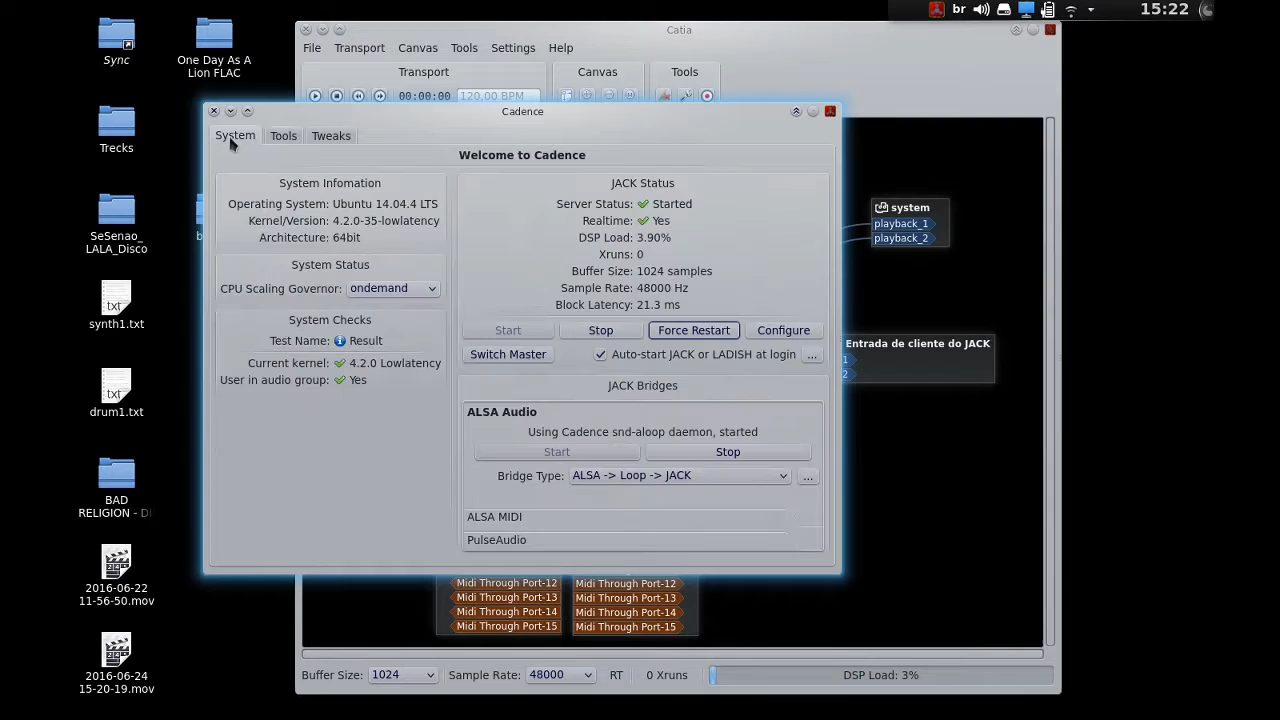 br
15:22
Sync
One Day As A
Lion FLAC
Trecks
SeSenao_
LALA_Disco
b
txt
synth1.txt
txt
drum1.txt
BAD
RELIGION - D
2016-06-22
11-56-50.mov
2016-06-24
15-20-19.mov
Catia
File Transport Canvas Tools Settings Help
Transport Canvas Tools
00:00:00 120,00 BPM
Cadence
System Tools Tweaks
Welcome to Cadence
System Infomation
Operating System: Ubuntu 14.04.4 LTS
Kernel/Version: 4.2.0-35-lowlatency
Architecture: 64bit
System Status
CPU Scaling Governor: ondemand
System Checks
Test Name: Result
Current kernel: 4.2.0 Lowlatency
User in audio group: Yes
JACK Status
Server Status: Started
Realtime: Yes
DSP Load: 3.90%
Xruns: 0
Buffer Size: 1024 samples
Sample Rate: 48000 Hz
Block Latency: 21.3 ms
Start Stop Force Restart Configure
Switch Master Auto-start JACK or LADISH at login ...
JACK Bridges
ALSA Audio
Using Cadence snd-aloop daemon, started
Start Stop
Bridge Type: ALSA -> Loop -> JACK ...
ALSA MIDI
PulseAudio
system
playback_1
playback_2
Entrada de cliente do JACK
1
2
Midi Through Port-12 Midi Through Port-12
Midi Through Port-13 Midi Through Port-13
Midi Through Port-14 Midi Through Port-14
Midi Through Port-15 Midi Through Port-15
Buffer Size: 1024 Sample Rate: 48000 RT 0 Xruns DSP Load: 3%